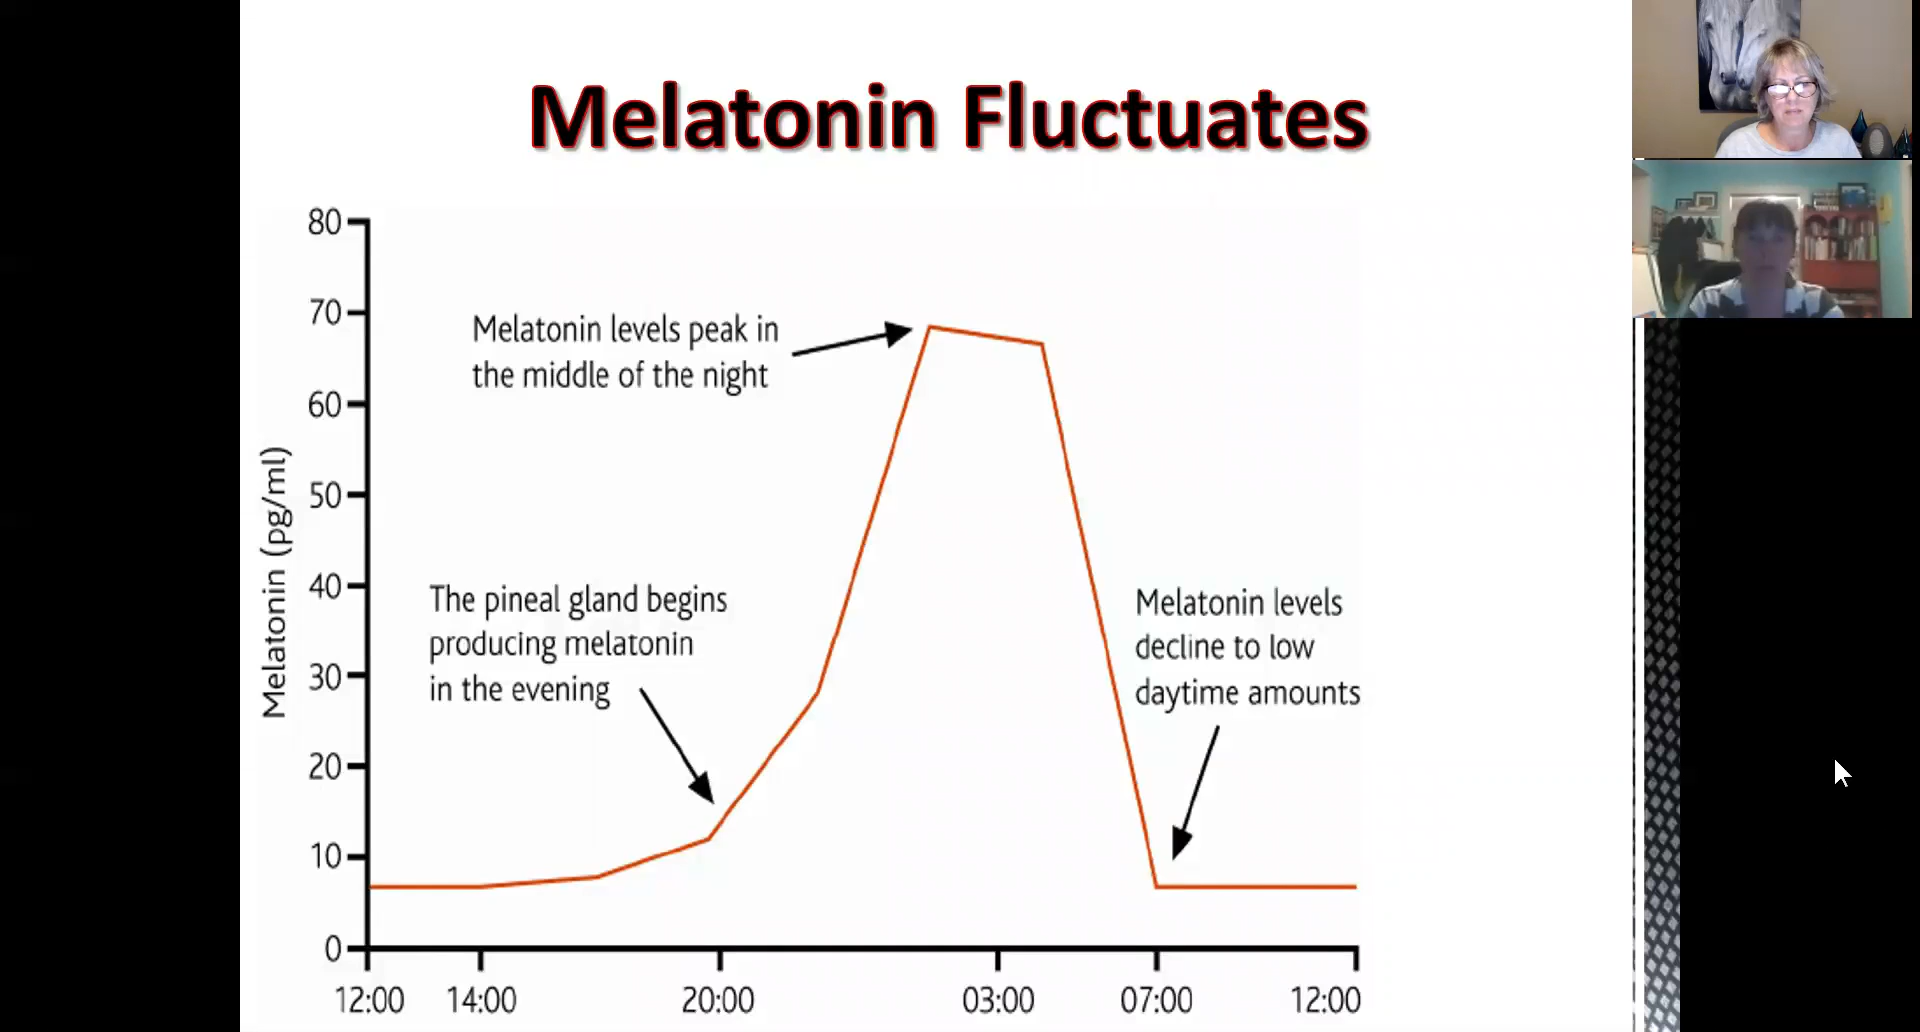 Melatonin Fluctuates
80
70
60
50
40
30
20
10
0
Melatonin (pg/ml)
Melatonin levels peak in
the middle of the night
The pineal gland begins
producing melatonin
in the evening
Melatonin levels
decline to low
daytime amounts
12:00 14:00 20:00 03:00 07:00 12:00